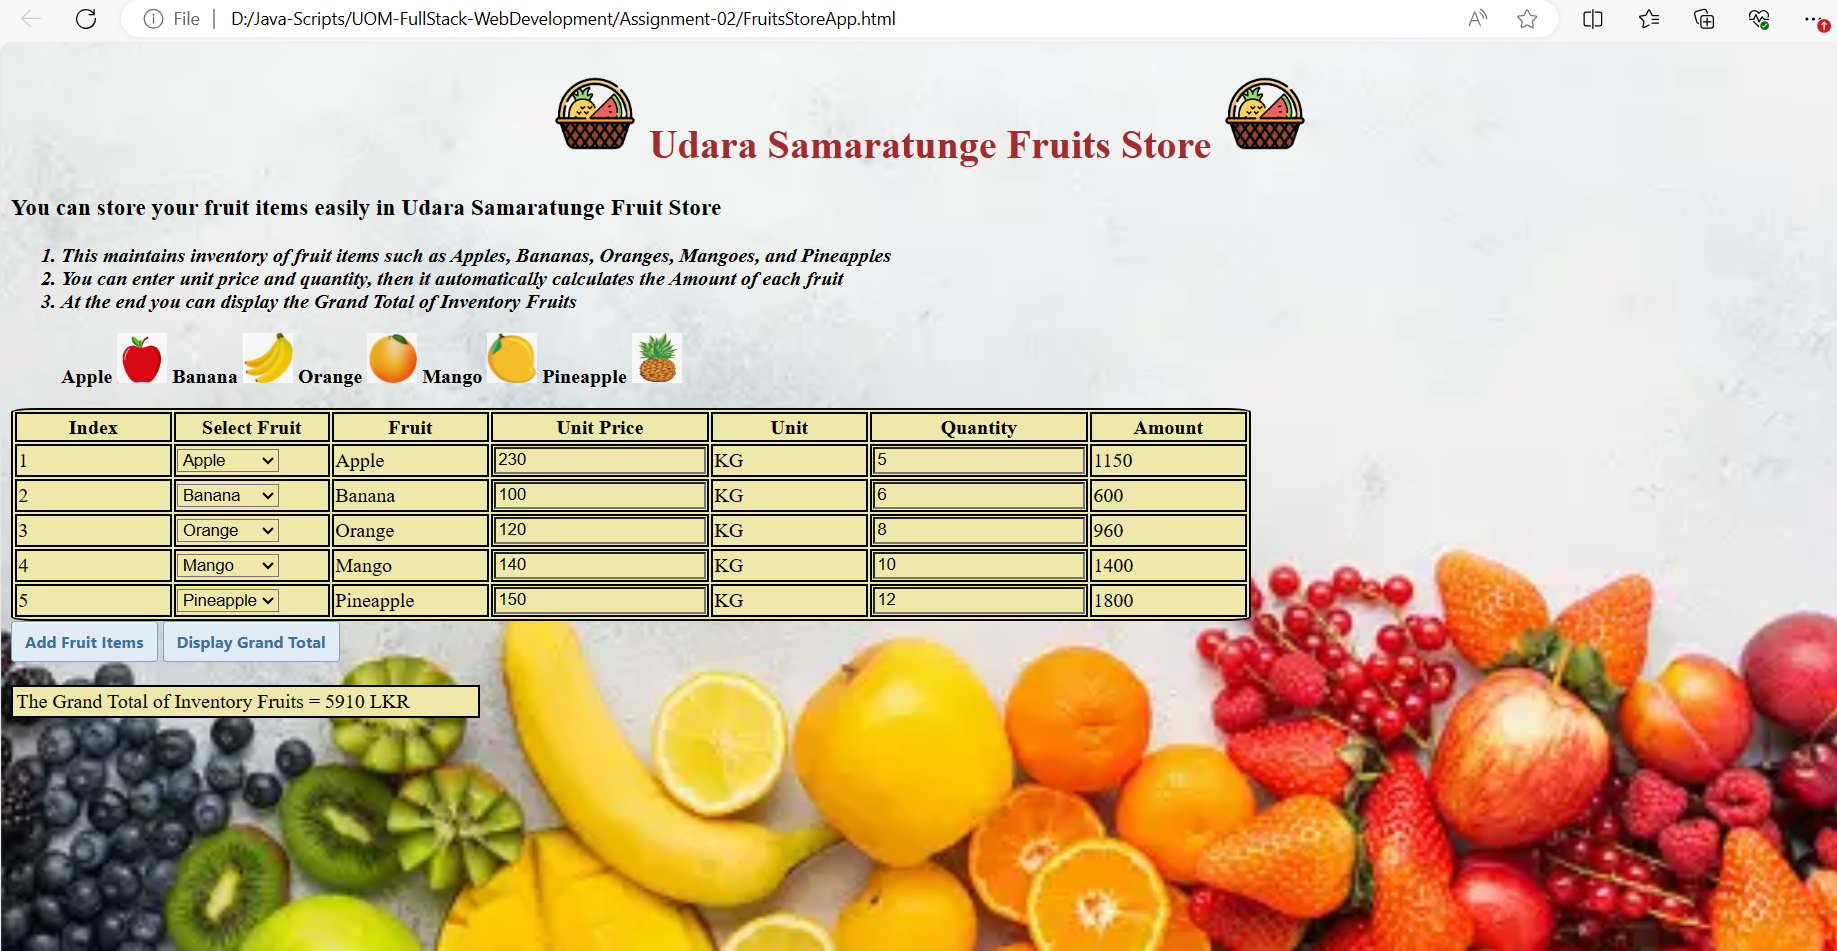 File | D:/Java-Scripts/UOM-FullStack-WebDevelopment/Assignment-02/FruitsStoreApp.html
Udara Samaratunge Fruits Store
You can store your fruit items easily in Udara Samaratunge Fruit Store
1. This maintains inventory of fruit items such as Apples, Bananas, Oranges, Mangoes, and Pineapples
2. You can enter unit price and quantity, then it automatically calculates the Amount of each fruit
3. At the end you can display the Grand Total of Inventory Fruits
Apple Banana Orange Mango Pineapple
Index Select Fruit Fruit Unit Price Unit Quantity Amount
1 Apple Apple 230 KG 5 1150
2 Banana Banana 100 KG 6 600
3 Orange Orange 120 KG 8 960
4 Mango Mango 140 KG 10 1400
5 Pineapple Pineapple 150 KG 12 1800
Add Fruit Items Display Grand Total
The Grand Total of Inventory Fruits = 5910 LKR